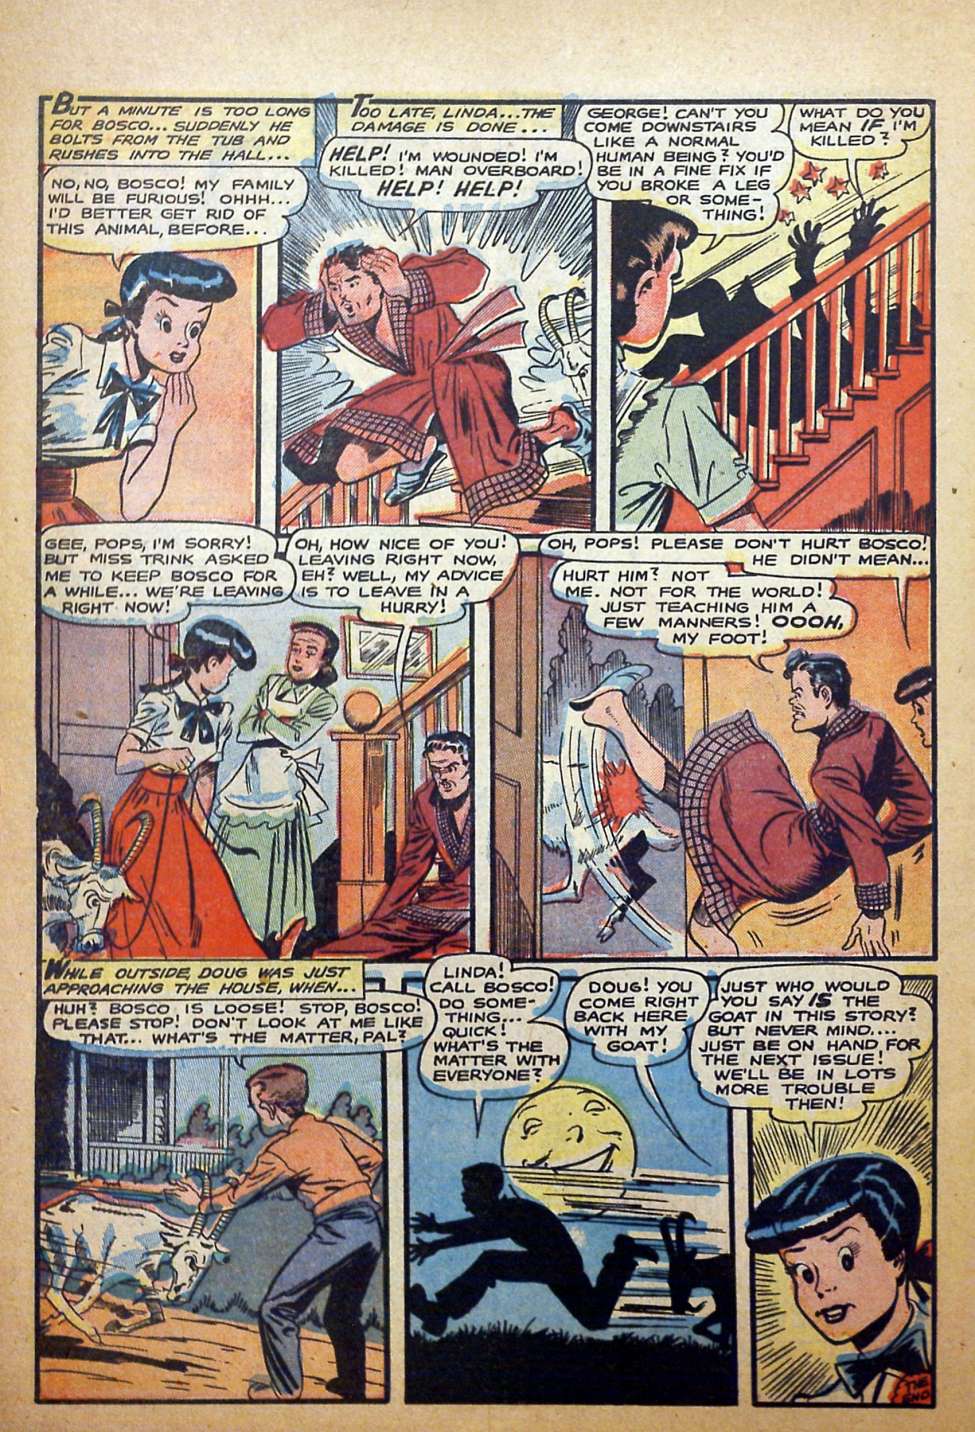 BUT A MINUTE IS TOO LONG
FOR BOSCO... SUDDENLY HE
BOLTS FROM THE TUB AND
RUSHES INTO THE HALL...
NO, NO, BOSCO! MY FAMILY
WILL BE FURIOUS! OHHH...
I'D BETTER GET RID OF
THIS ANIMAL, BEFORE...
TOO LATE, LINDA...THE
DAMAGE IS DONE...
HELP! I'M WOUNDED! I'M
KILLED! MAN OVERBOARD!
HELP! HELP!
GEORGE! CAN'T YOU
COME DOWNSTAIRS
LIKE A NORMAL
HUMAN BEING? YOU'D
BE IN A FINE FIX IF
YOU BROKE A LEG
OR SOME-
THING!
WHAT DO YOU
MEAN IF I'M
KILLED?
GEE, POPS, I'M SORRY!
BUT MISS TRINK ASKED
ME TO KEEP BOSCO FOR
A WHILE... WE'RE LEAVING
RIGHT NOW!
OH, HOW NICE OF YOU!
LEAVING RIGHT NOW,
EH? WELL, MY ADVICE
IS TO LEAVE IN A
HURRY!
OH, POPS! PLEASE DON'T HURT BOSCO!
HE DIDN'T MEAN...
HURT HIM? NOT
ME. NOT FOR THE WORLD!
JUST TEACHING HIM A
FEW MANNERS! OOOH,
MY FOOT!
WHILE OUTSIDE, DOUG WAS JUST
APPROACHING THE HOUSE, WHEN...
HUH? BOSCO IS LOOSE! STOP, BOSCO!
PLEASE STOP! DON'T LOOK AT ME LIKE
THAT... WHAT'S THE MATTER, PAL?
LINDA!
CALL BOSCO!
DO SOME-
THING...
QUICK!
WHAT'S THE
MATTER WITH
EVERYONE?
DOUG! YOU
COME RIGHT
BACK HERE
WITH MY
GOAT!
JUST WHO WOULD
YOU SAY IS THE
GOAT IN THIS STORY?
BUT NEVER MIND....
JUST BE ON HAND FOR
THE NEXT ISSUE!
WE'LL BE IN LOTS
MORE TROUBLE
THEN!
THE
END